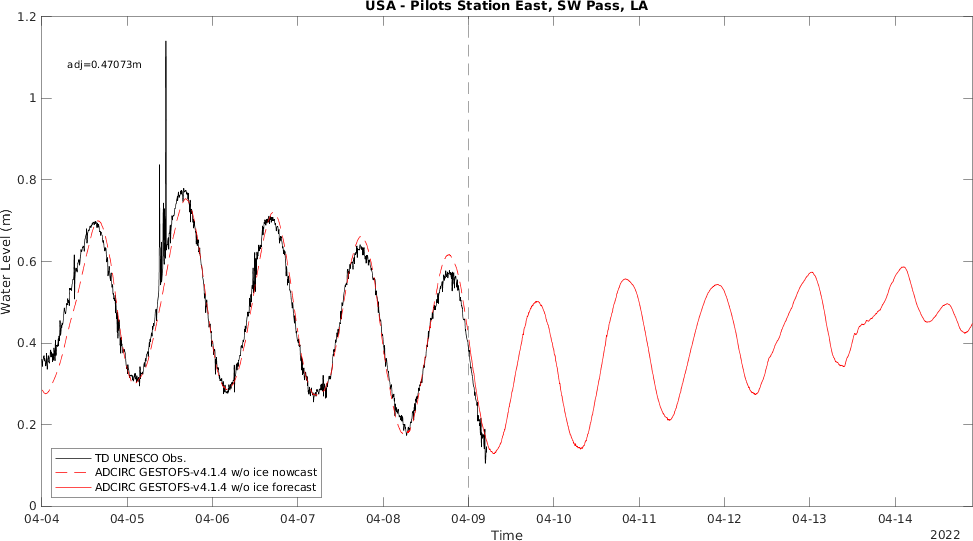 USA - Pilots Station East, SW Pass, LA
1.2
1
0.8
0.6
0.4
0.2
0
Water Level (m)
adj=0.47073m
TD UNESCO Obs.
ADCIRC GESTOFS-v4.1.4 w/o ice nowcast
ADCIRC GESTOFS-v4.1.4 w/o ice forecast
04-04 04-05 04-06 04-07 04-08 04-09 04-10 04-11 04-12 04-13 04-14
Time
2022